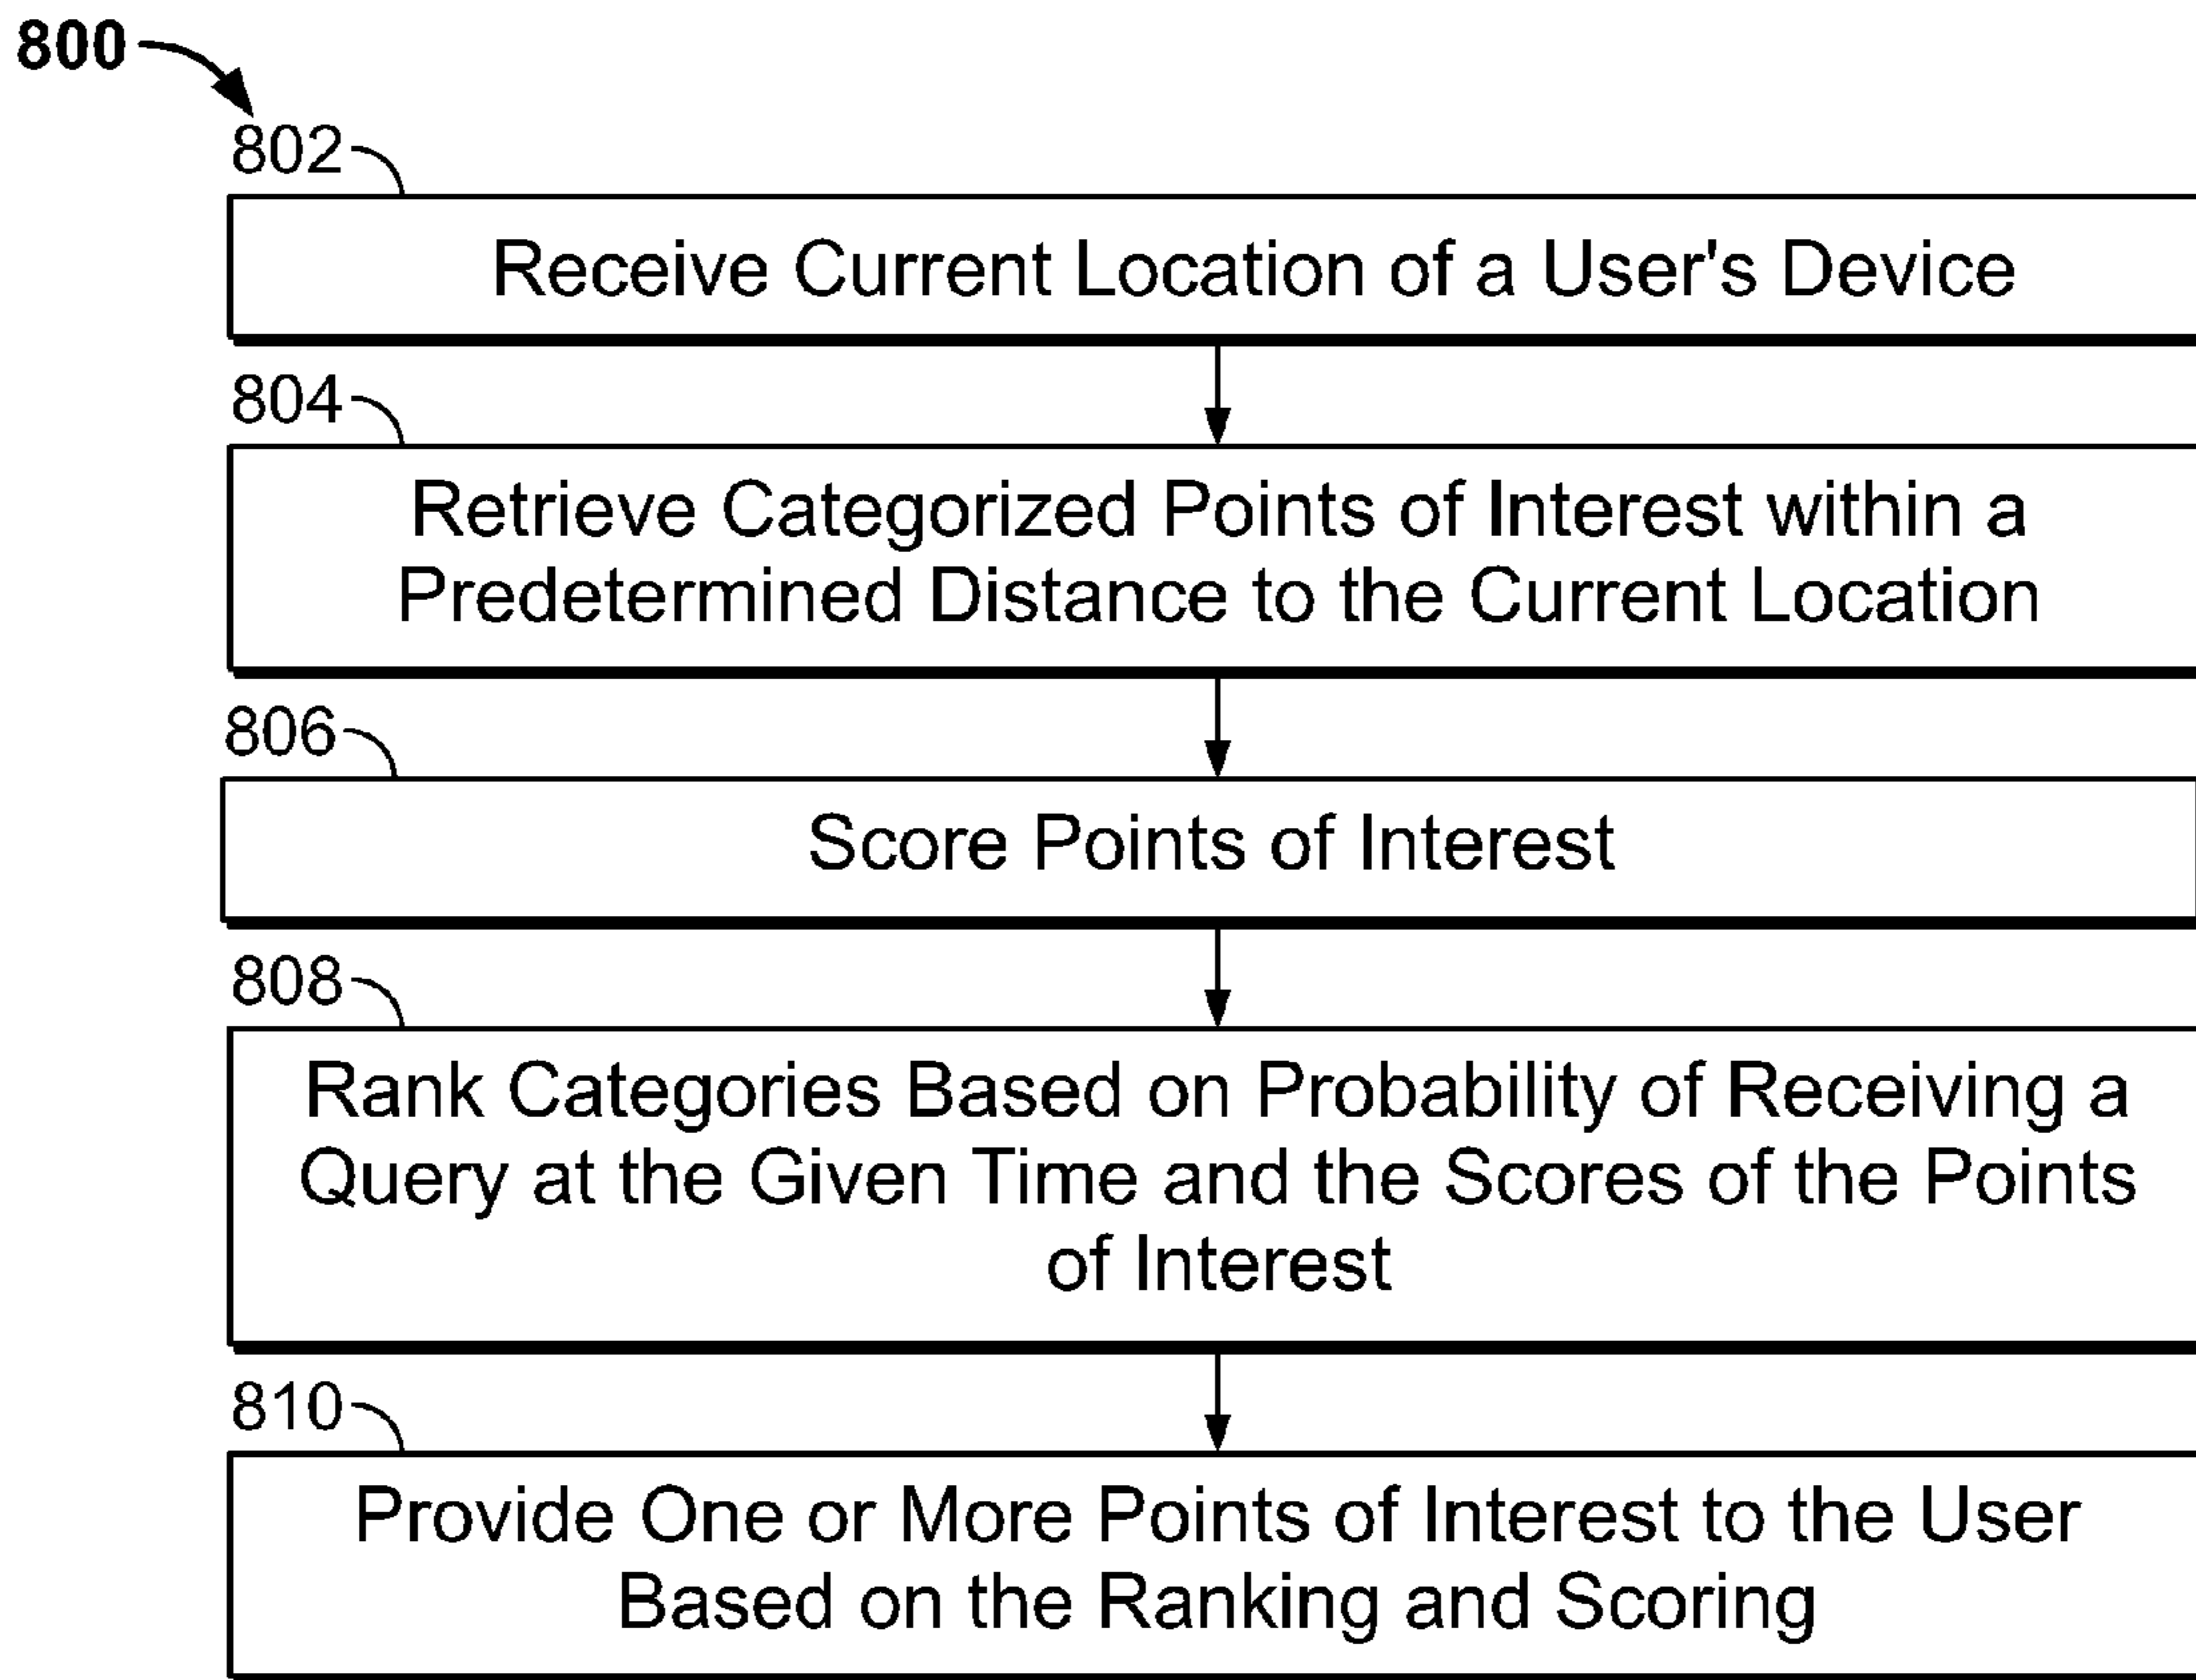 800
802
Receive Current Location of a User's Device
804
Retrieve Categorized Points of Interest within a
Predetermined Distance to the Current Location
806
Score Points of Interest
808
Rank Categories Based on Probability of Receiving a
Query at the Given Time and the Scores of the Points
of Interest
810
Provide One or More Points of Interest to the User
Based on the Ranking and Scoring